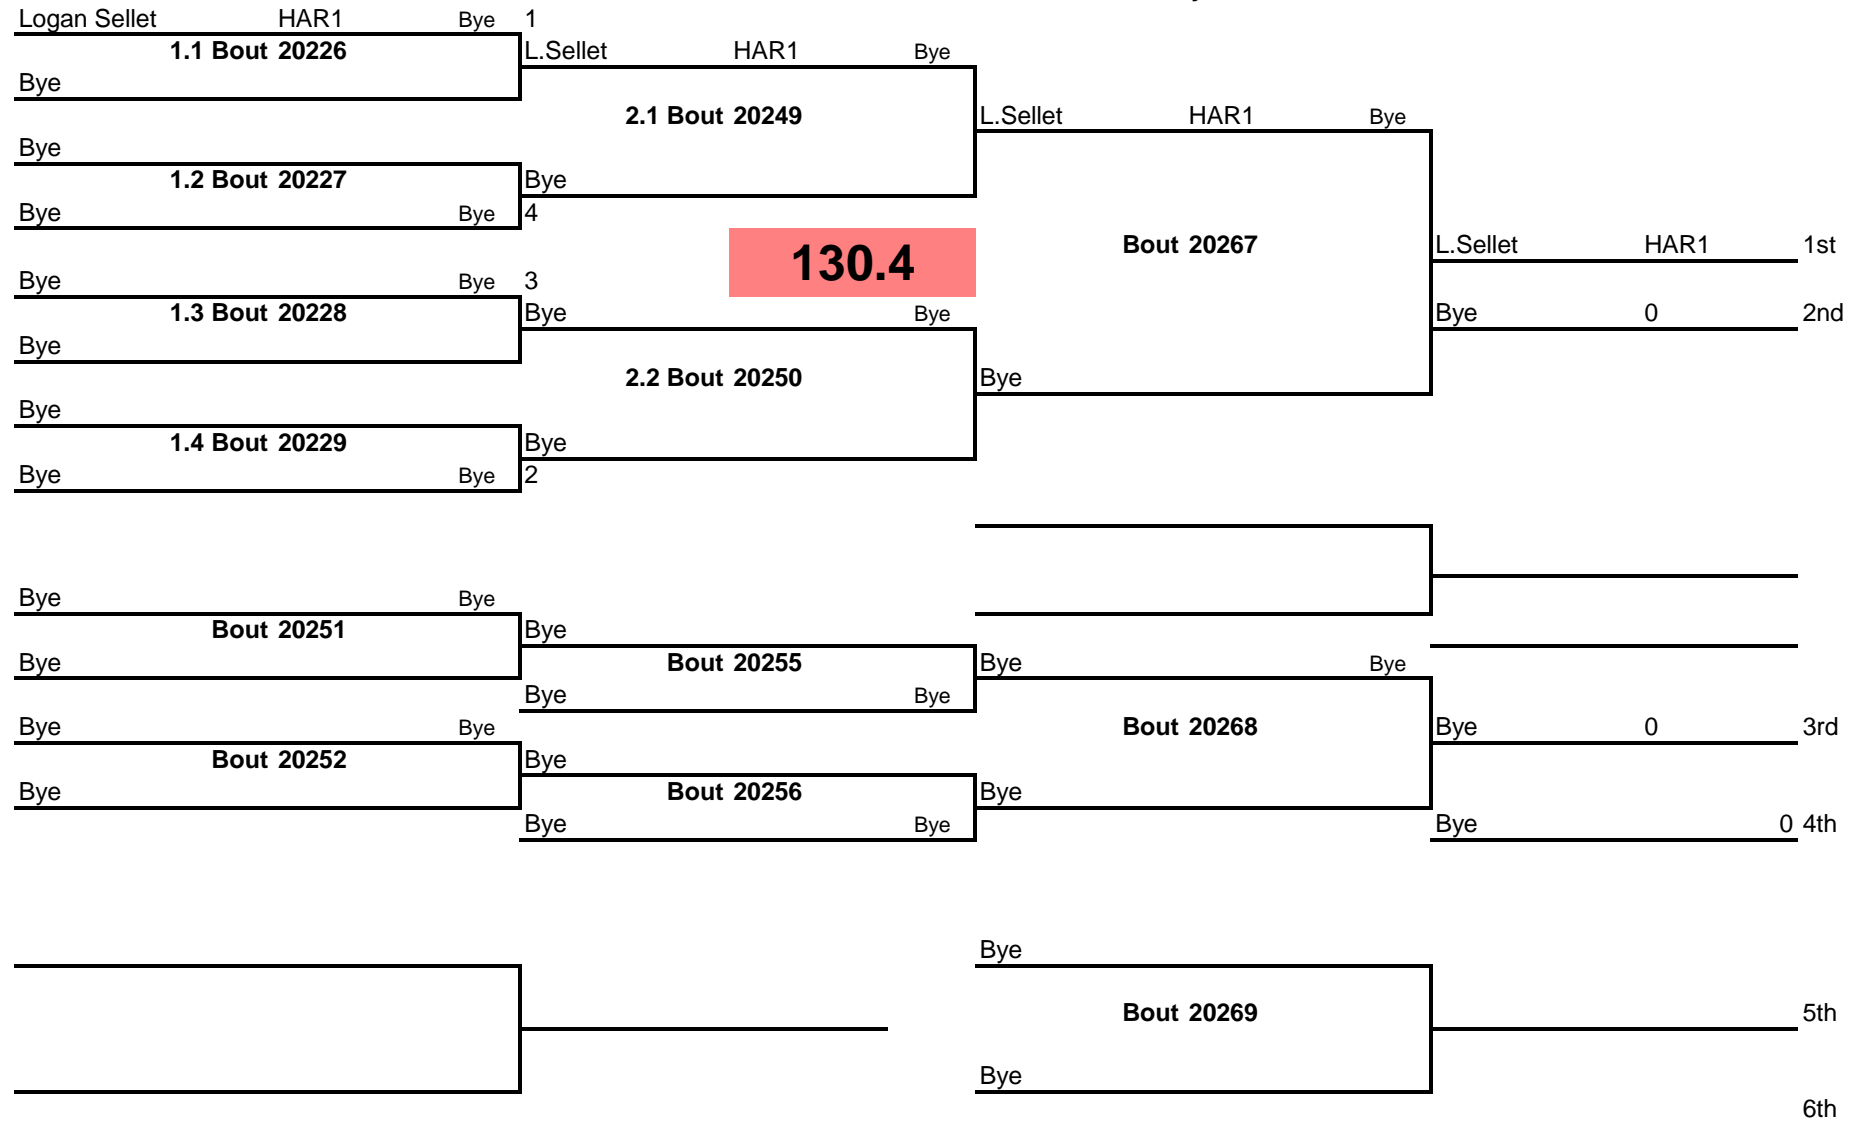 Logan Sellet HAR1 Bye 1
1.1 Bout 20226 L.Sellet HAR1 Bye
Bye
2.1 Bout 20249 L.Sellet HAR1 Bye
Bye
1.2 Bout 20227 Bye
Bye Bye 4
130.4 Bout 20267 L.Sellet HAR1 1st
Bye Bye 3
1.3 Bout 20228 Bye Bye Bye 0 2nd
Bye
2.2 Bout 20250 Bye
Bye
1.4 Bout 20229 Bye
Bye Bye 2
Bye Bye
Bout 20251 Bye
Bye Bout 20255 Bye Bye
Bye Bye
Bye Bye Bout 20268 Bye 0 3rd
Bout 20252 Bye
Bye Bout 20256 Bye
Bye Bye Bye 0 4th
Bye
Bout 20269 5th
Bye
6th